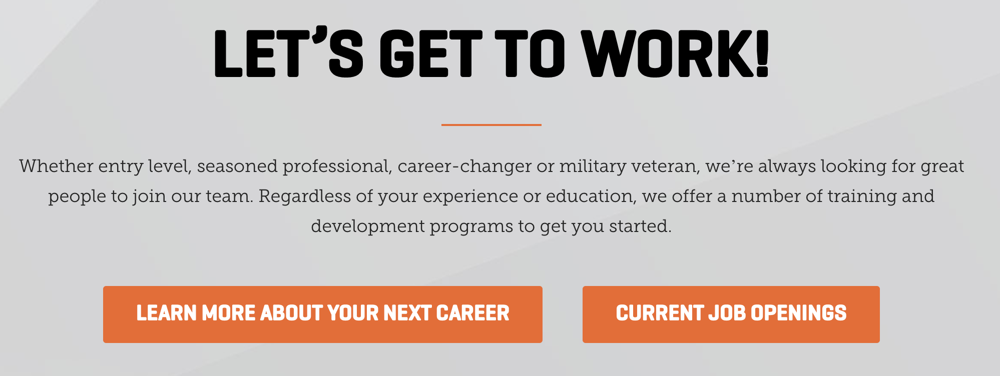 LET’S GET TO WORK!
Whether entry level, seasoned professional, career-changer or military veteran, we’re always looking for great
people to join our team. Regardless of your experience or education, we offer a number of training and
development programs to get you started.
LEARN MORE ABOUT YOUR NEXT CAREER
CURRENT JOB OPENINGS